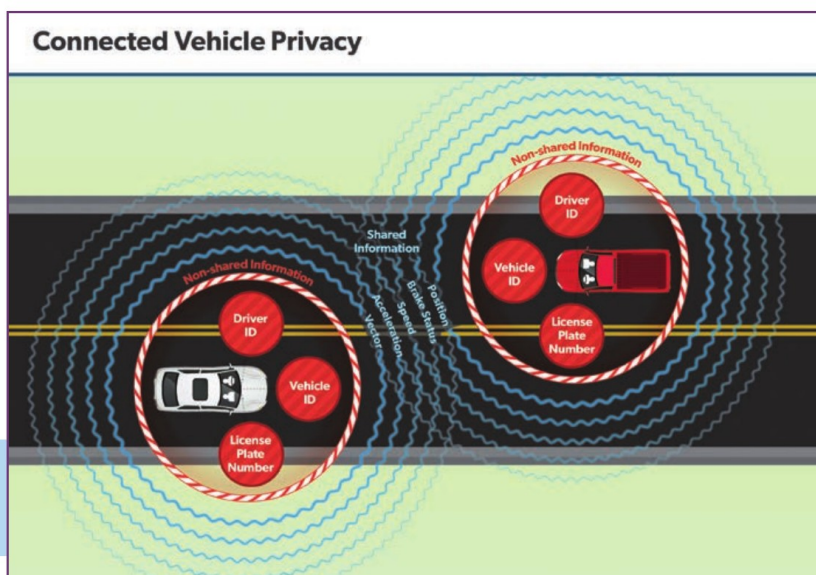 Connected Vehicle Privacy
Non-shared Information
Driver
ID
Vehicle
ID
License
Plate
Number
Shared
Information
Position
Brake Status
Speed
Acceleration
Vectors
Non-shared Information
Driver
ID
Vehicle
ID
License
Plate
Number